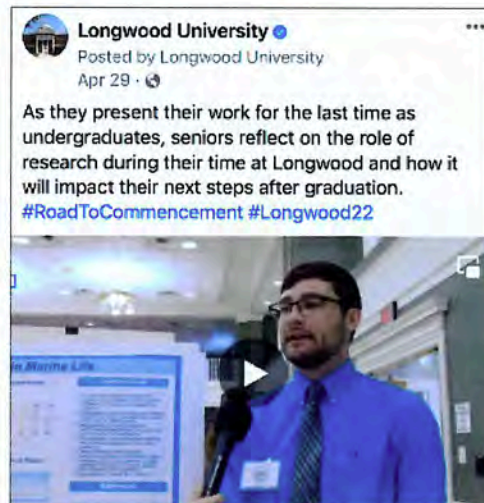 Longwood University
Posted by Longwood University
Apr 29 ·
As they present their work for the last time as
undergraduates, seniors reflect on the role of
research during their time at Longwood and how it
will impact their next steps after graduation.
#RoadToCommencement #Longwood22
Marine Life